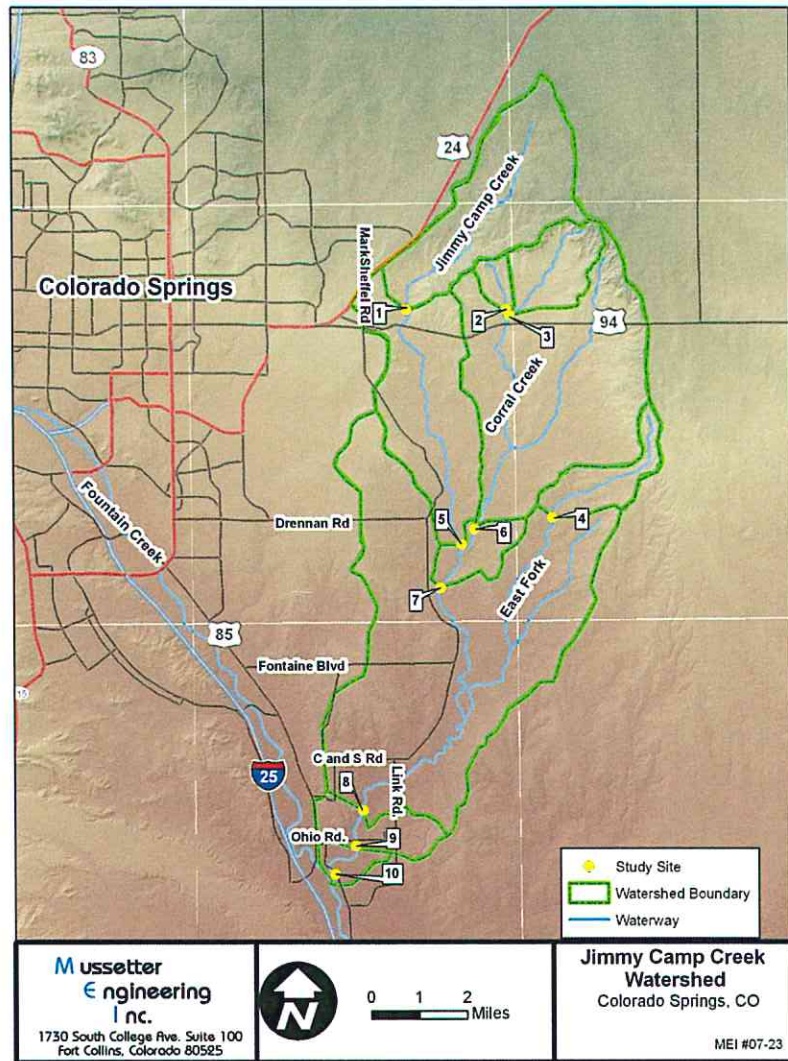 83
24
Jimmy Camp Creek
MarkSheffel Rd
Colorado Springs
1
2
3
94
Corral Creek
Fountain Creek
Drennan Rd
5
6
4
East Fork
7
85
Fontaine Blvd
C and S Rd
25
8
Link Rd.
Ohio Rd.
9
10
Study Site
Watershed Boundary
Waterway
Mussetter
Engineering
Inc.
1730 South College Ave. Suite 100
Fort Collins, Colorado 80525
N
0 1 2
Miles
Jimmy Camp Creek
Watershed
Colorado Springs, CO
MEI #07-23